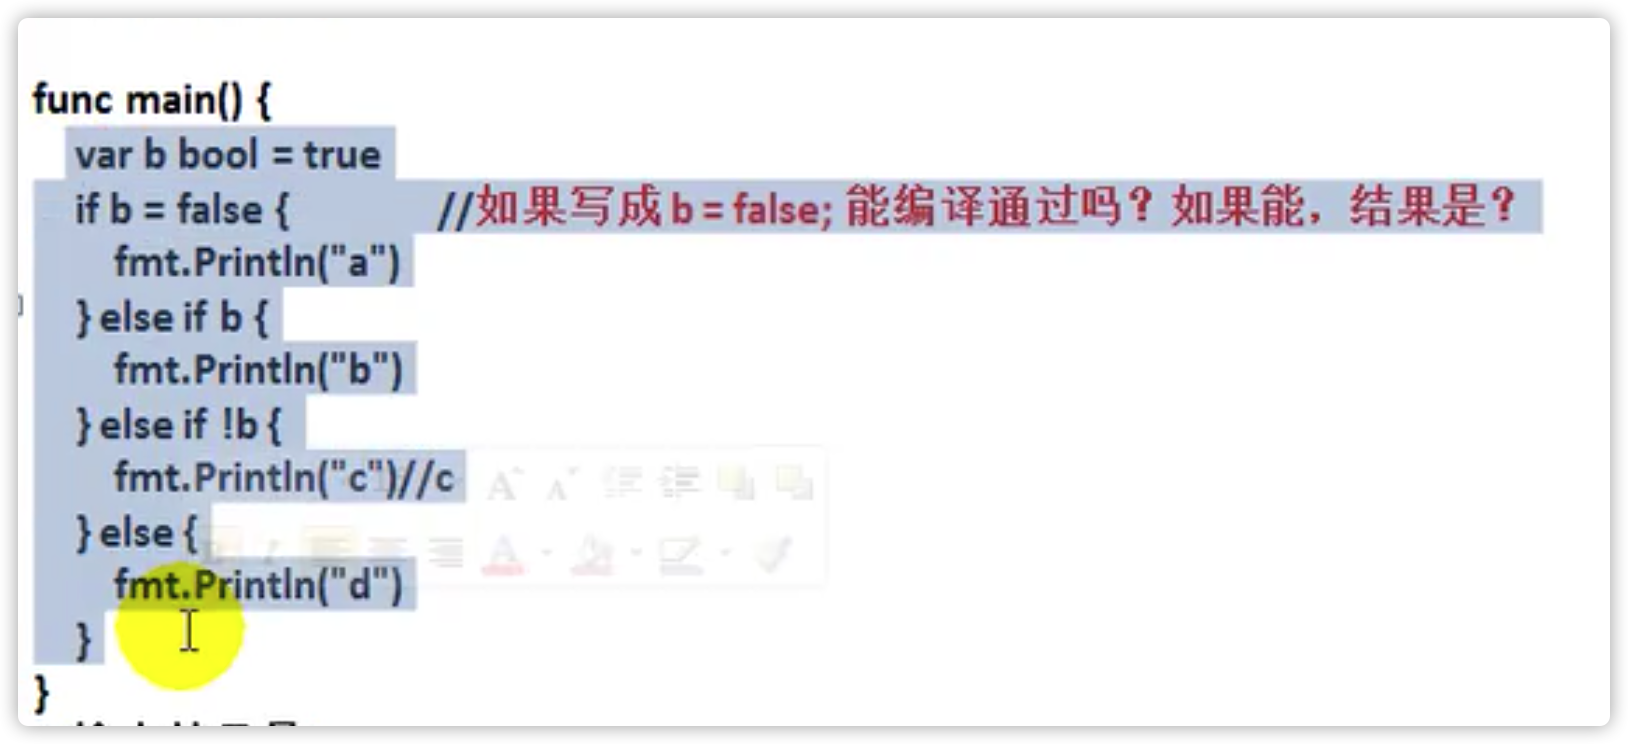 func main() {
var b bool = true
if b = false { //如果写成 b = false; 能编译通过吗？如果能，结果是？
fmt.Println("a")
} else if b {
fmt.Println("b")
} else if !b {
fmt.Println("c")//c
} else {
fmt.Println("d")
}
}